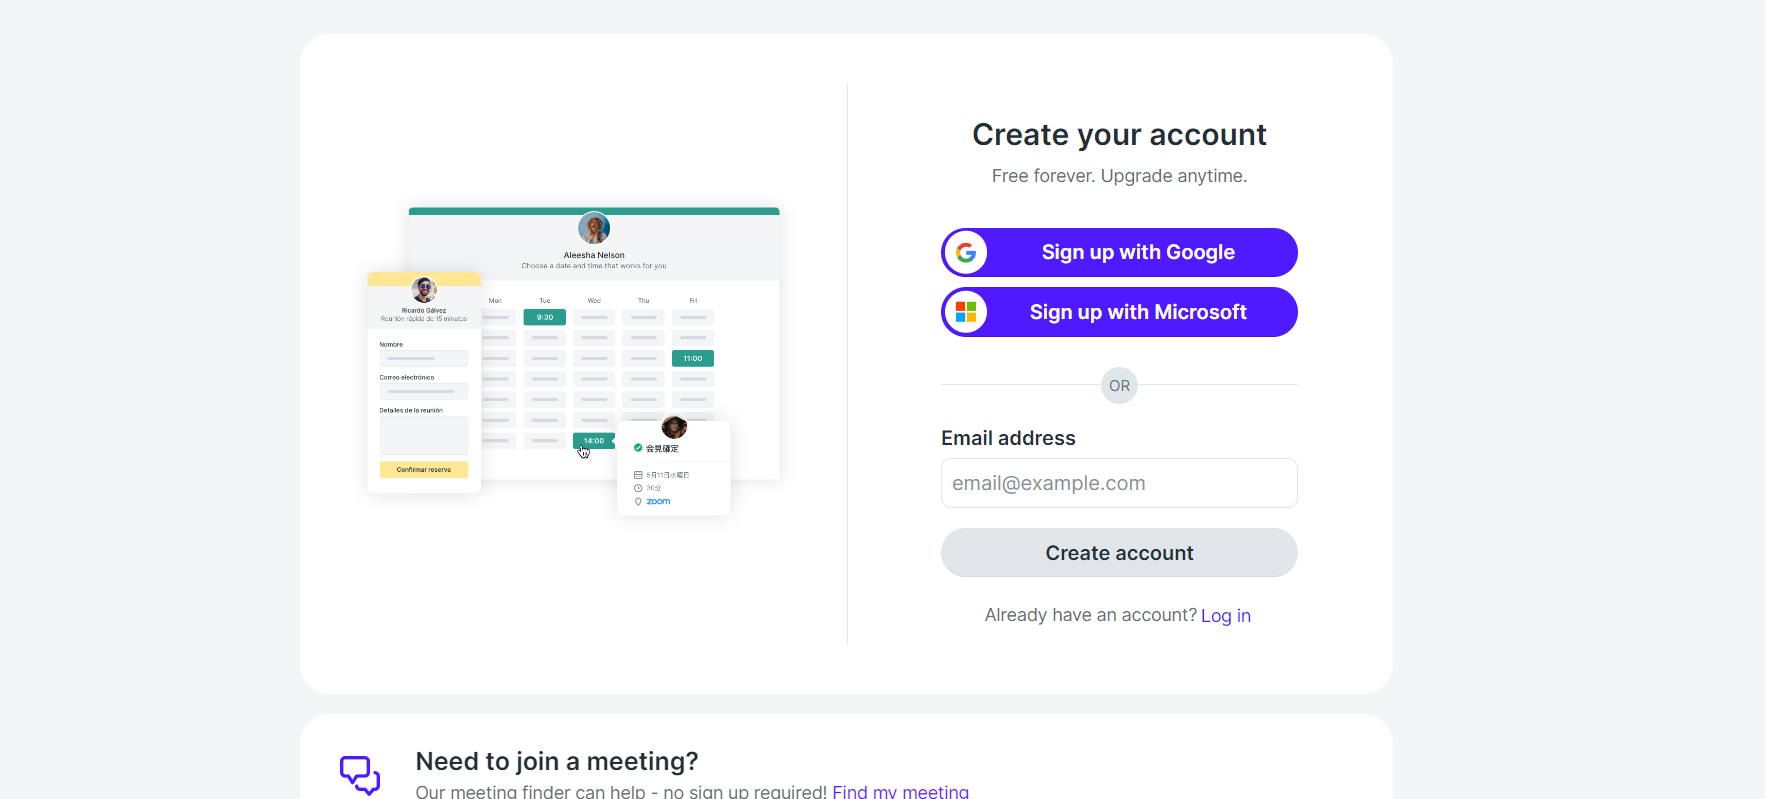 Aleesha Nelson
Choose a date and time that works for you
Mon Tue Wed Thu Fri
9:30
11:00
14:00
Ricardo Gálvez
Reunión rápida de 15 minutos
Nombre
Correo electrónico
Detalles de la reunión
Confirmar reserva
会見確定
5月11日水曜日
30分
zoom
Create your account
Free forever. Upgrade anytime.
Sign up with Google
Sign up with Microsoft
OR
Email address
email@example.com
Create account
Already have an account? Log in
Need to join a meeting?
Our meeting finder can help - no sign up required! Find my meeting